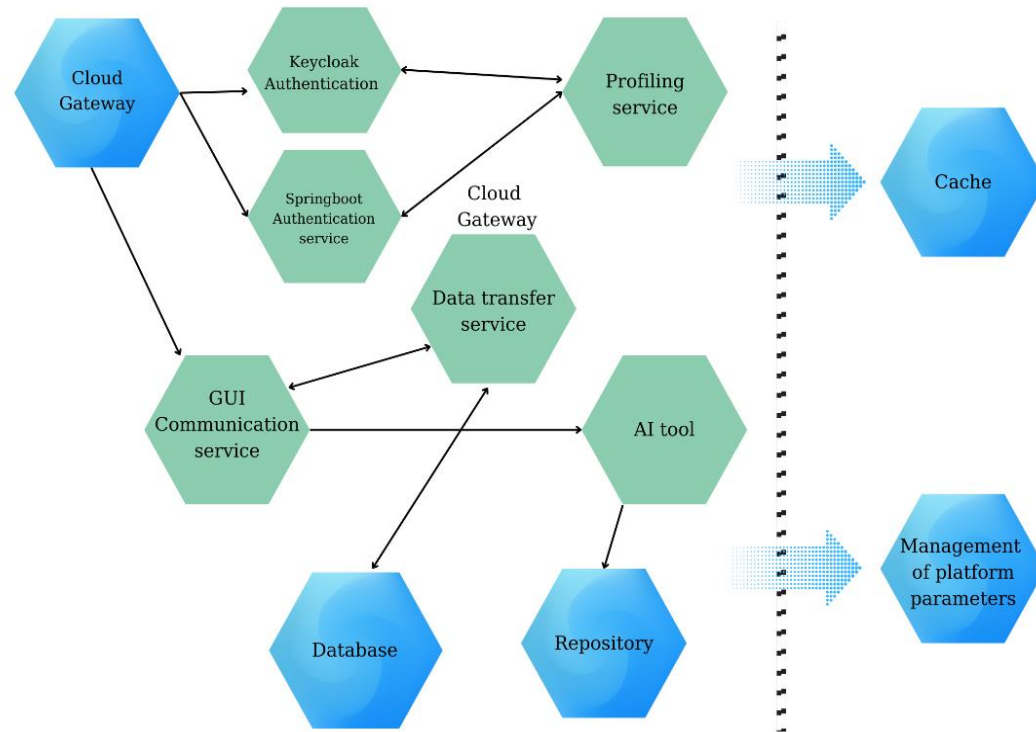 Cloud
Gateway
Keycloak
Authentication
Profiling
service
Springboot
Authentication
service
Cloud
Gateway
Cache
Data transfer
service
GUI
Communication
service
AI tool
Management
of platform
parameters
Database
Repository